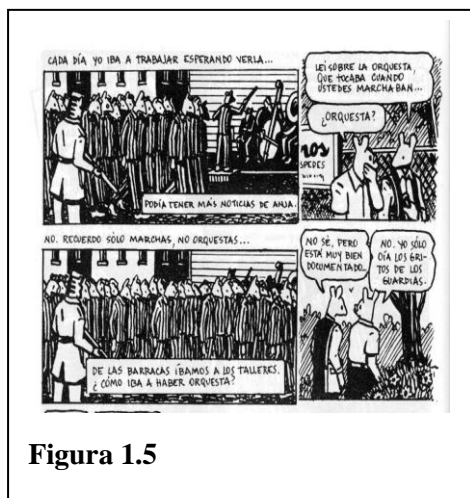 CADA DÍA YO IBA A TRABAJAR ESPERANDO VERLA...
PODÍA TENER MÁS NOTICIAS DE ANJA.
LEÍ SOBRE LA ORQUESTA,
QUE TOCABA CUANDO
USTEDES MARCHABAN...
¿ORQUESTA?
ros
SPEDES
NO. RECUERDO SÓLO MARCHAS, NO ORQUESTAS...
DE LAS BARRACAS ÍBAMOS A LOS TALLERES.
¿CÓMO IBA A HABER ORQUESTA?
NO SÉ, PERO
ESTÁ MUY BIEN
DOCUMENTADO...
NO. YO SÓLO
OÍA LOS GRI-
TOS DE LOS
GUARDIAS.
Figura 1.5